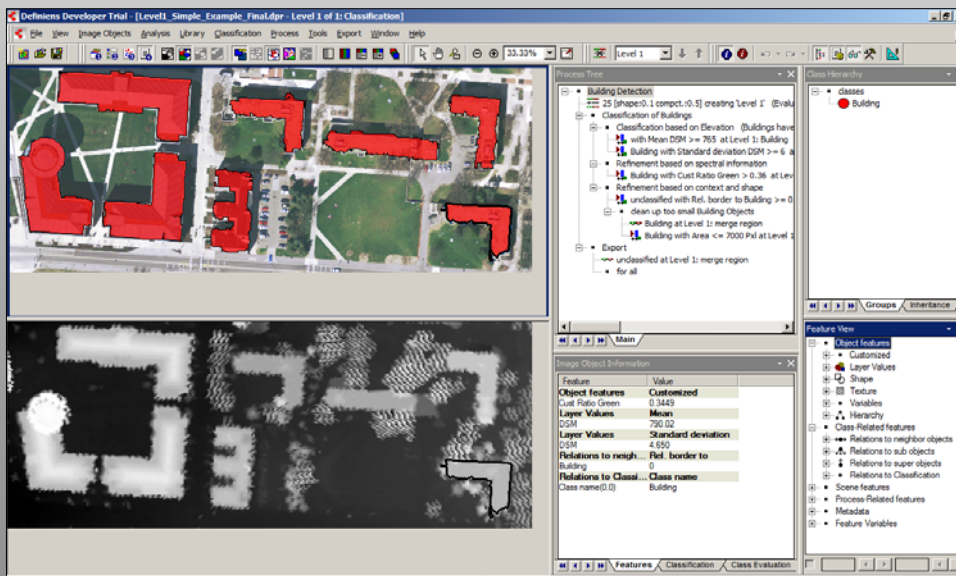 Definiens Developer Trial - [Level1_Simple_Example_Final.dpr - Level 1 of 1: Classification]
File View Image Objects Analysis Library Classification Process Tools Export Window Help
33.33% Level 1
Process Tree
Building Detection
25 [shape:0.1 compct.:0.5] creating 'Level 1' (Evalu
Classification of Buildings
Classification based on Elevation (Buildings have
with Mean DSM >= 765 at Level 1: Building
Building with Standard deviation DSM >= 6 a
Refinement based on spectral information
Building with Cust Ratio Green > 0.36 at Lev
Refinement based on context and shape
unclassified with Rel. border to Building >= 0
clean up too small Building Objects
Building at Level 1: merge region
Building with Area <= 7000 Pxl at Level 1
Export
unclassified at Level 1: merge region
for all
Main
Class Hierarchy
classes
Building
Groups Inheritance
Image Object Information
Feature Value
Object features Customized
Cust Ratio Green 0.3449
Layer Values Mean
DSM 790.02
Layer Values Standard deviation
DSM 4.650
Relations to neigh... Rel. border to
Building 0
Relations to Classi... Class name
Class name(0.0) Building
Features Classification Class Evaluation
Feature View
Object features
Customized
Layer Values
Shape
Texture
Variables
Hierarchy
Class-Related features
Relations to neighbor objects
Relations to sub objects
Relations to super objects
Relations to Classification
Scene features
Process-Related features
Metadata
Feature Variables